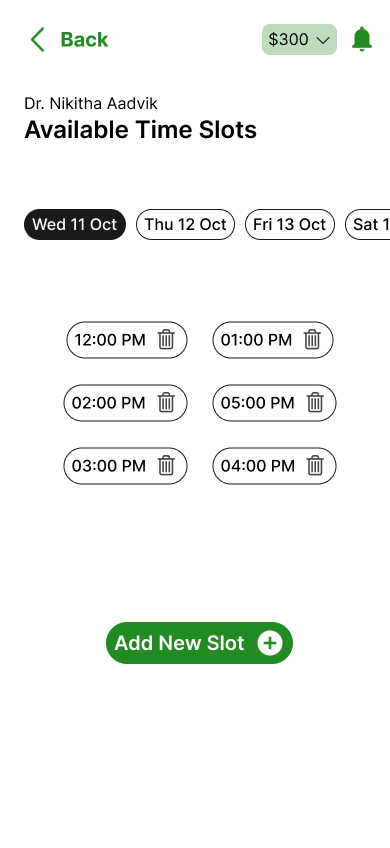 Back
$300
Dr. Nikitha Aadvik
Available Time Slots
Wed 11 Oct
Thu 12 Oct
Fri 13 Oct
Sat 1
12:00 PM
01:00 PM
02:00 PM
05:00 PM
03:00 PM
04:00 PM
Add New Slot